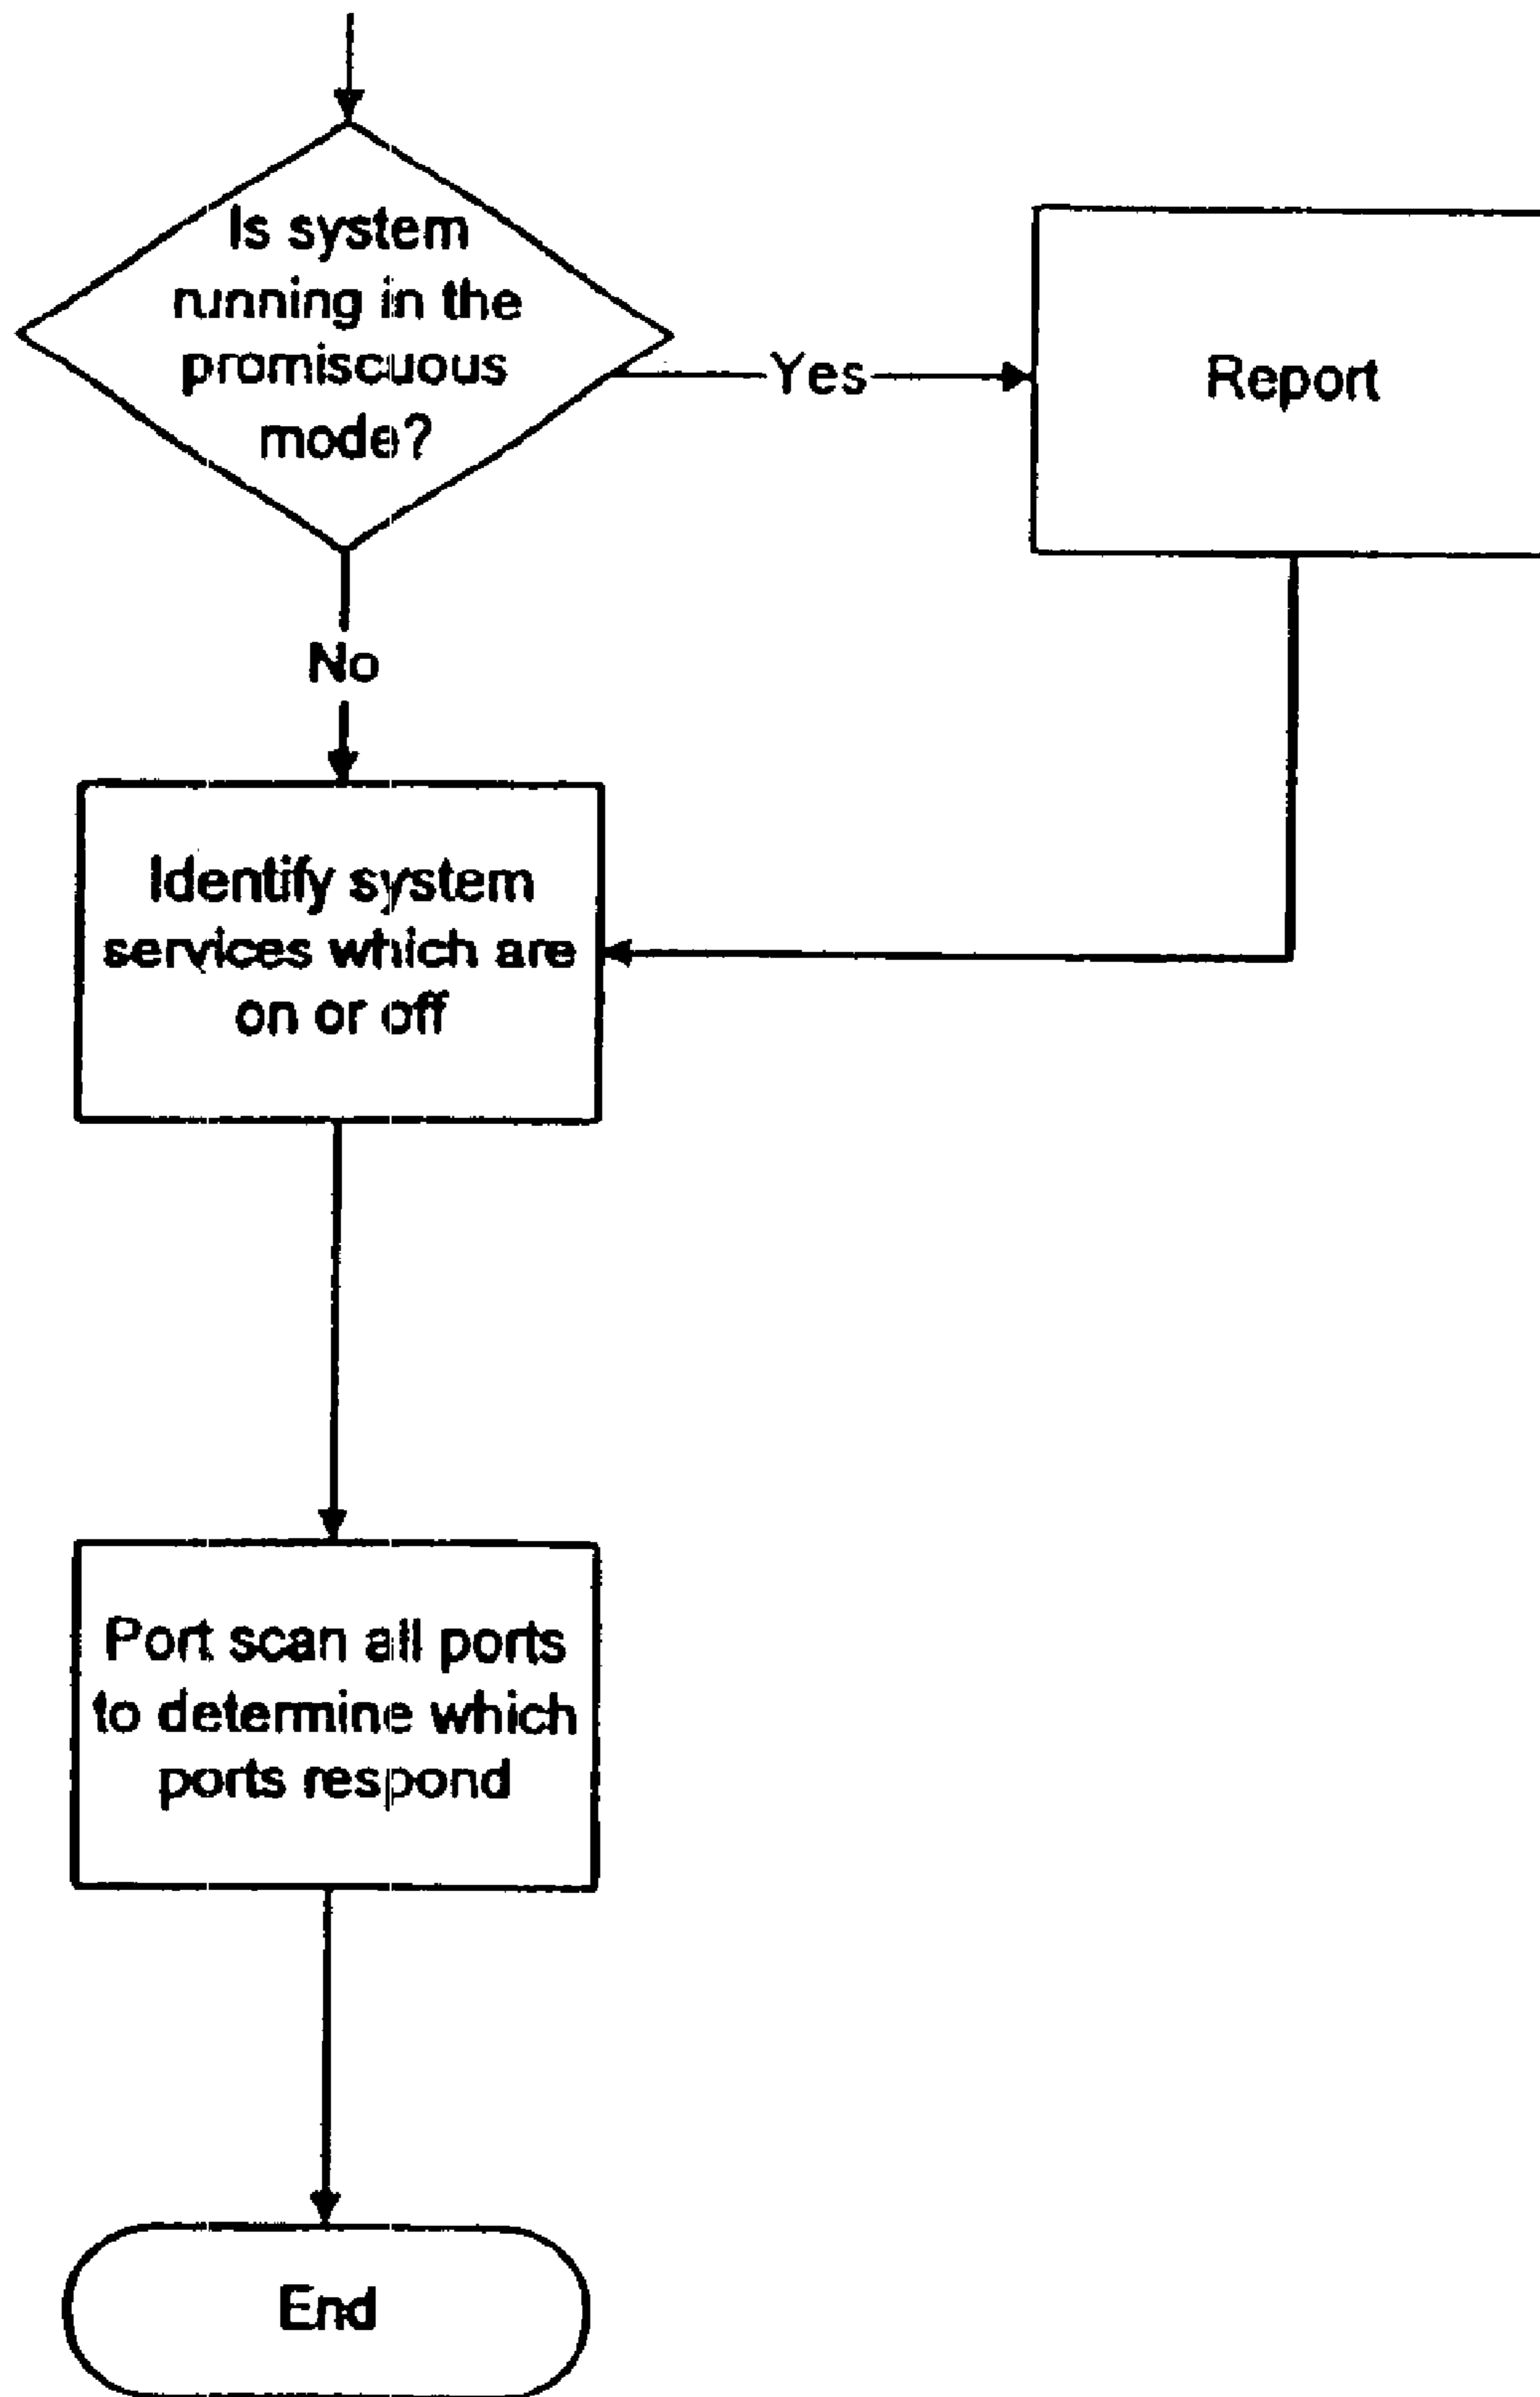 Is system
running in the
promiscuous
mode?
Yes
Report
No
Identify system
services which are
on or off
Port scan all ports
to determine which
ports respond
End